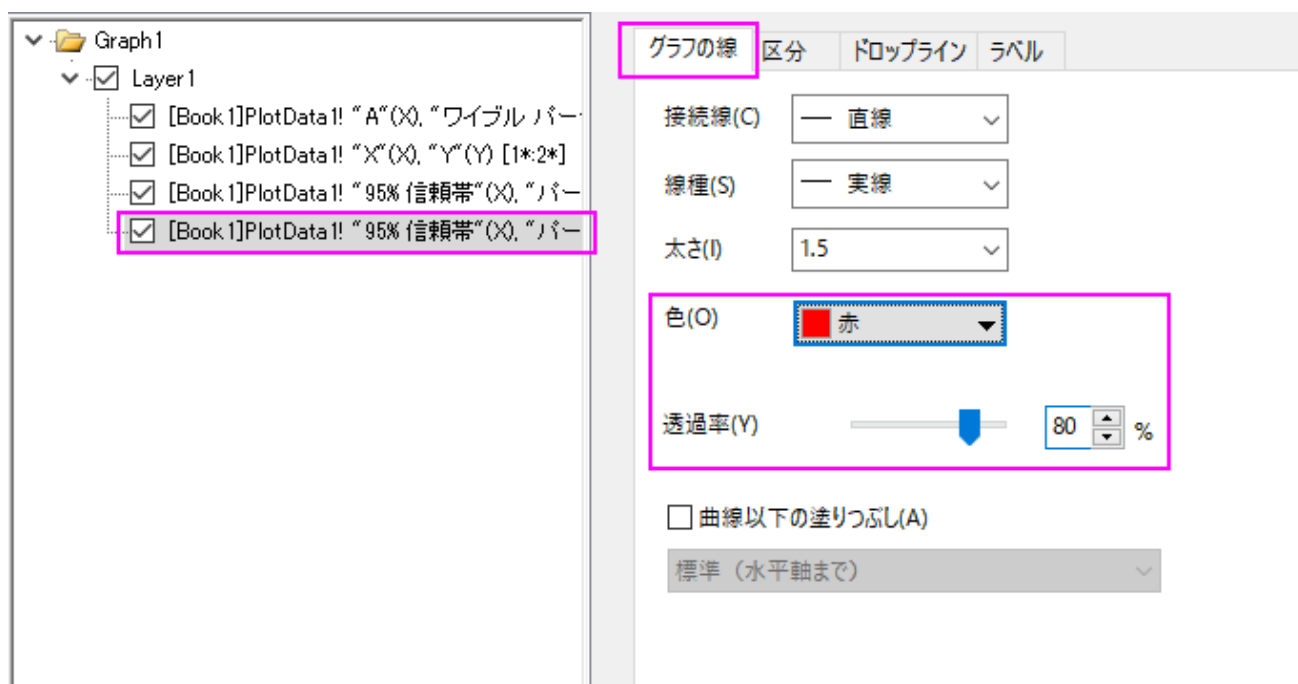 Graph1
Layer1
[Book1]PlotData1! "A"(X), "ワイブル パー
[Book1]PlotData1! "X"(X), "Y"(Y) [1*:2*]
[Book1]PlotData1! "95% 信頼帯"(X), "パー
[Book1]PlotData1! "95% 信頼帯"(X), "パー
グラフの線 区分 ドロップライン ラベル
接続線(C) 直線
線種(S) 実線
太さ(I) 1.5
色(O) 赤
透過率(Y) 80 %
曲線以下の塗りつぶし(A)
標準（水平軸まで）